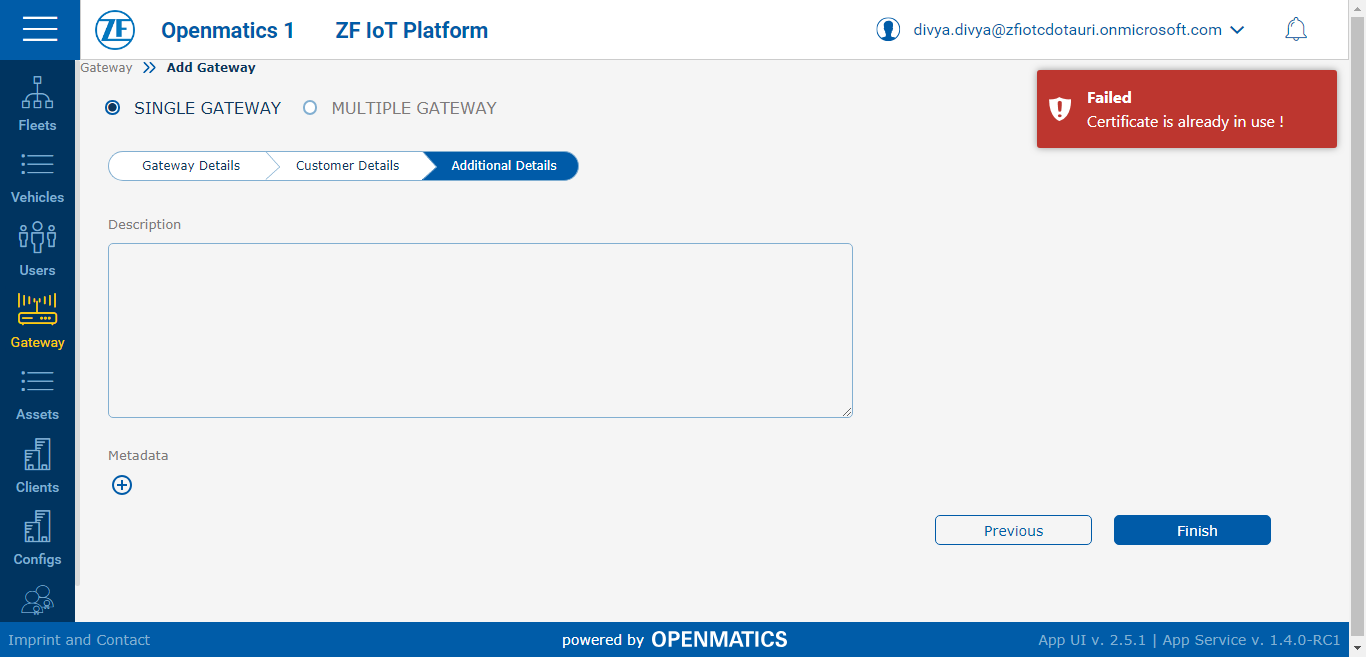 ZF Openmatics 1 ZF IoT Platform divya.divya@zfiotcdotauri.onmicrosoft.com
Gateway Add Gateway
Failed
Certificate is already in use !
SINGLE GATEWAY MULTIPLE GATEWAY
Gateway Details Customer Details Additional Details
Description
Metadata
Previous Finish
Fleets
Vehicles
Users
Gateway
Assets
Clients
Configs
Imprint and Contact powered by OPENMATICS App UI v. 2.5.1 | App Service v. 1.4.0-RC1